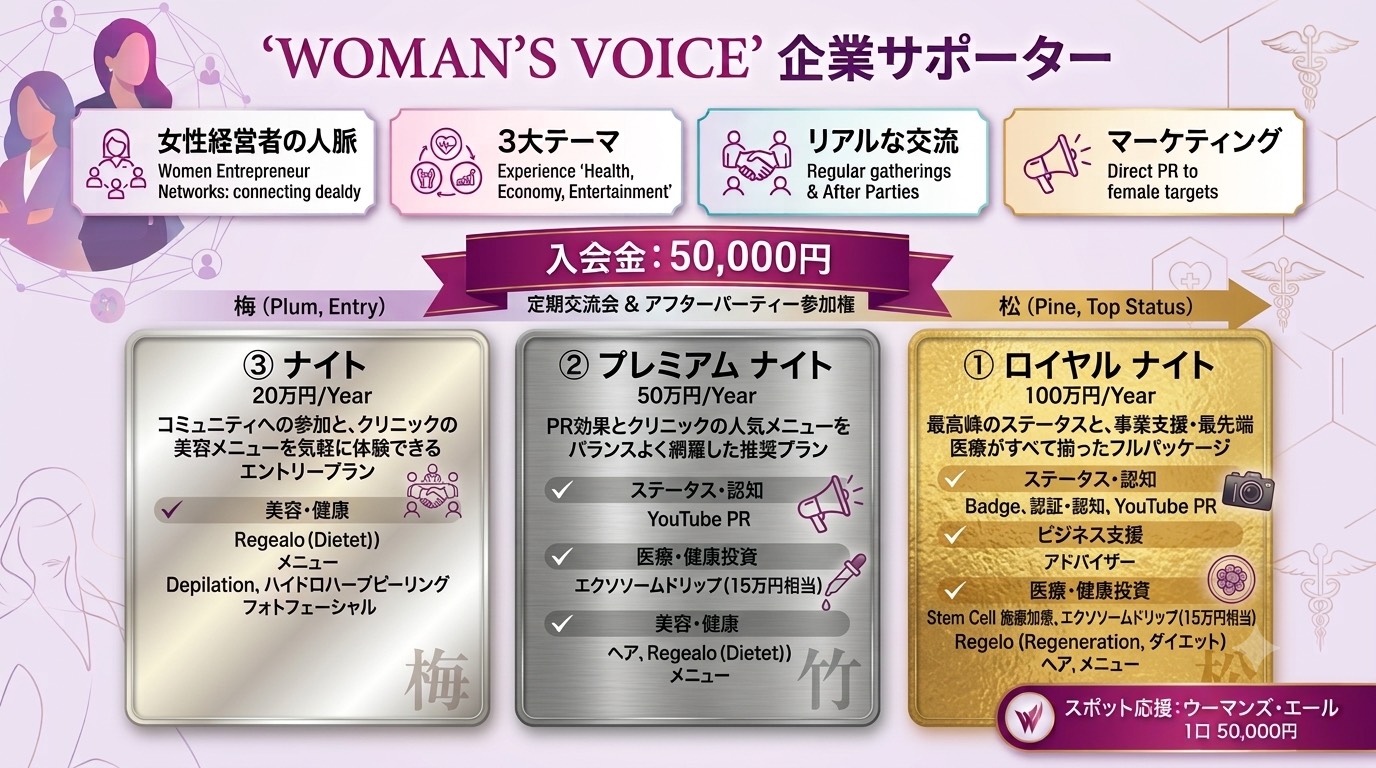 ‘WOMAN’S VOICE’ 企業サポーター
女性経営者の人脈
Women Entrepreneur
Networks: connecting dealdy
3大テーマ
Experience ‘Health,
Economy, Entertainment’
リアルな交流
Regular gatherings
& After Parties
マーケティング
Direct PR to
female targets
入会金：50,000円
梅 (Plum, Entry)
定期交流会 & アフターパーティー参加権
松 (Pine, Top Status)
③ ナイト
20万円/Year
コミュニティへの参加と、クリニックの
美容メニューを気軽に体験できる
エントリープラン
美容・健康
Regealo (Dietet))
メニュー
Depilation, ハイドロハーブピーリング
フォトフェーシャル
梅
② プレミアム ナイト
50万円/Year
PR効果とクリニックの人気メニューを
バランスよく網羅した推奨プラン
ステータス・認知
YouTube PR
医療・健康投資
エクソソームドリップ(15万円相当)
美容・健康
ヘア, Regealo (Dietet))
メニュー
竹
① ロイヤル ナイト
100万円/Year
最高峰のステータスと、事業支援・最先端
医療がすべて揃ったフルパッケージ
ステータス・認知
Badge、認証・認知, YouTube PR
ビジネス支援
アドバイザー
医療・健康投資
Stem Cell 施療加療、エクソソームドリップ(15万円相当)
Regelo (Regeneration, ダイエット)
ヘア, メニュー
松
スポット応援：ウーマンズ・エール
1口 50,000円